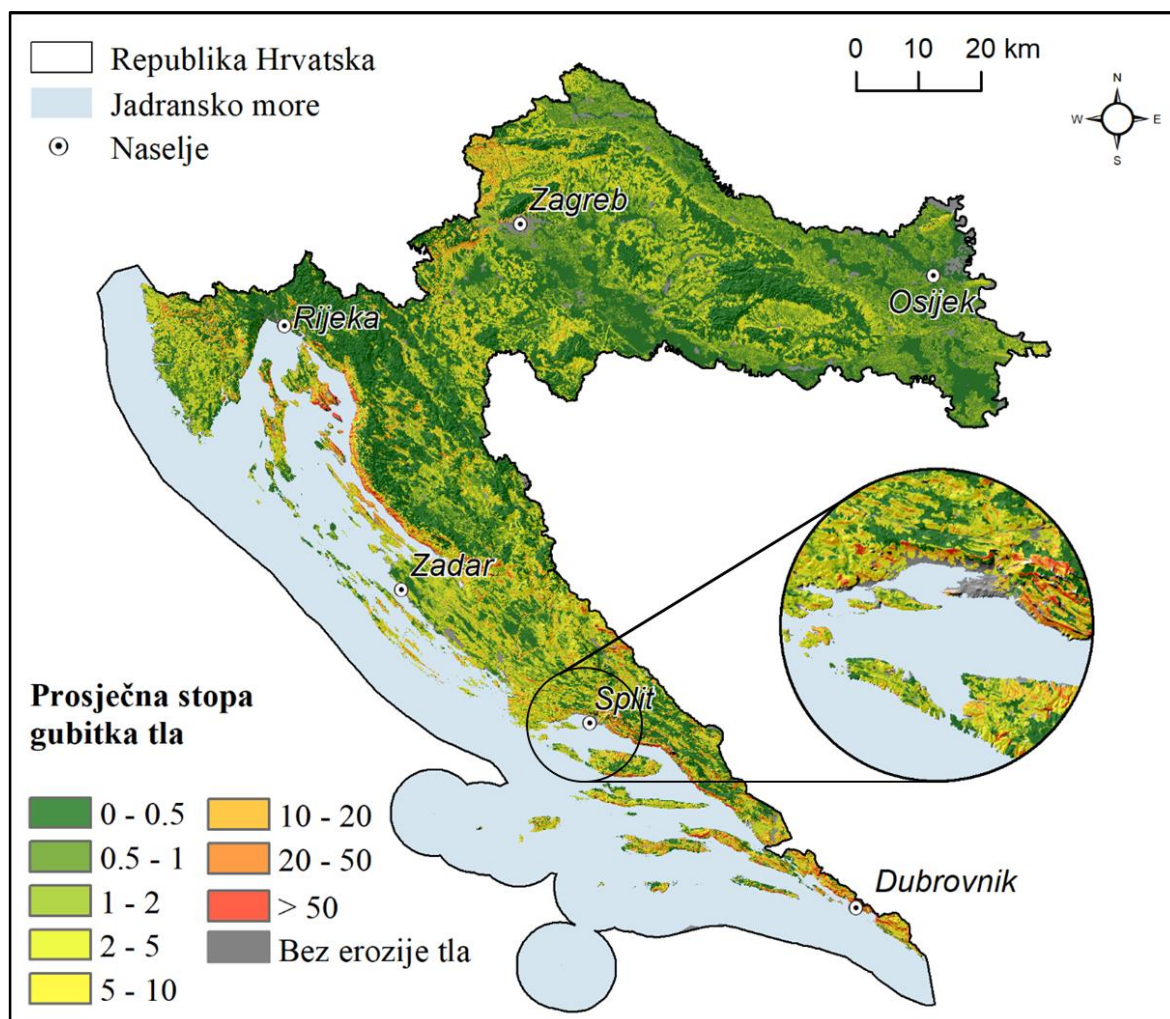 Republika Hrvatska
Jadransko more
Naselje
0 10 20 km
N
W E
S
Zagreb
Osijek
Rijeka
Zadar
Split
Dubrovnik
Prosječna stopa
gubitka tla
0 - 0.5
0.5 - 1
1 - 2
2 - 5
5 - 10
10 - 20
20 - 50
> 50
Bez erozije tla